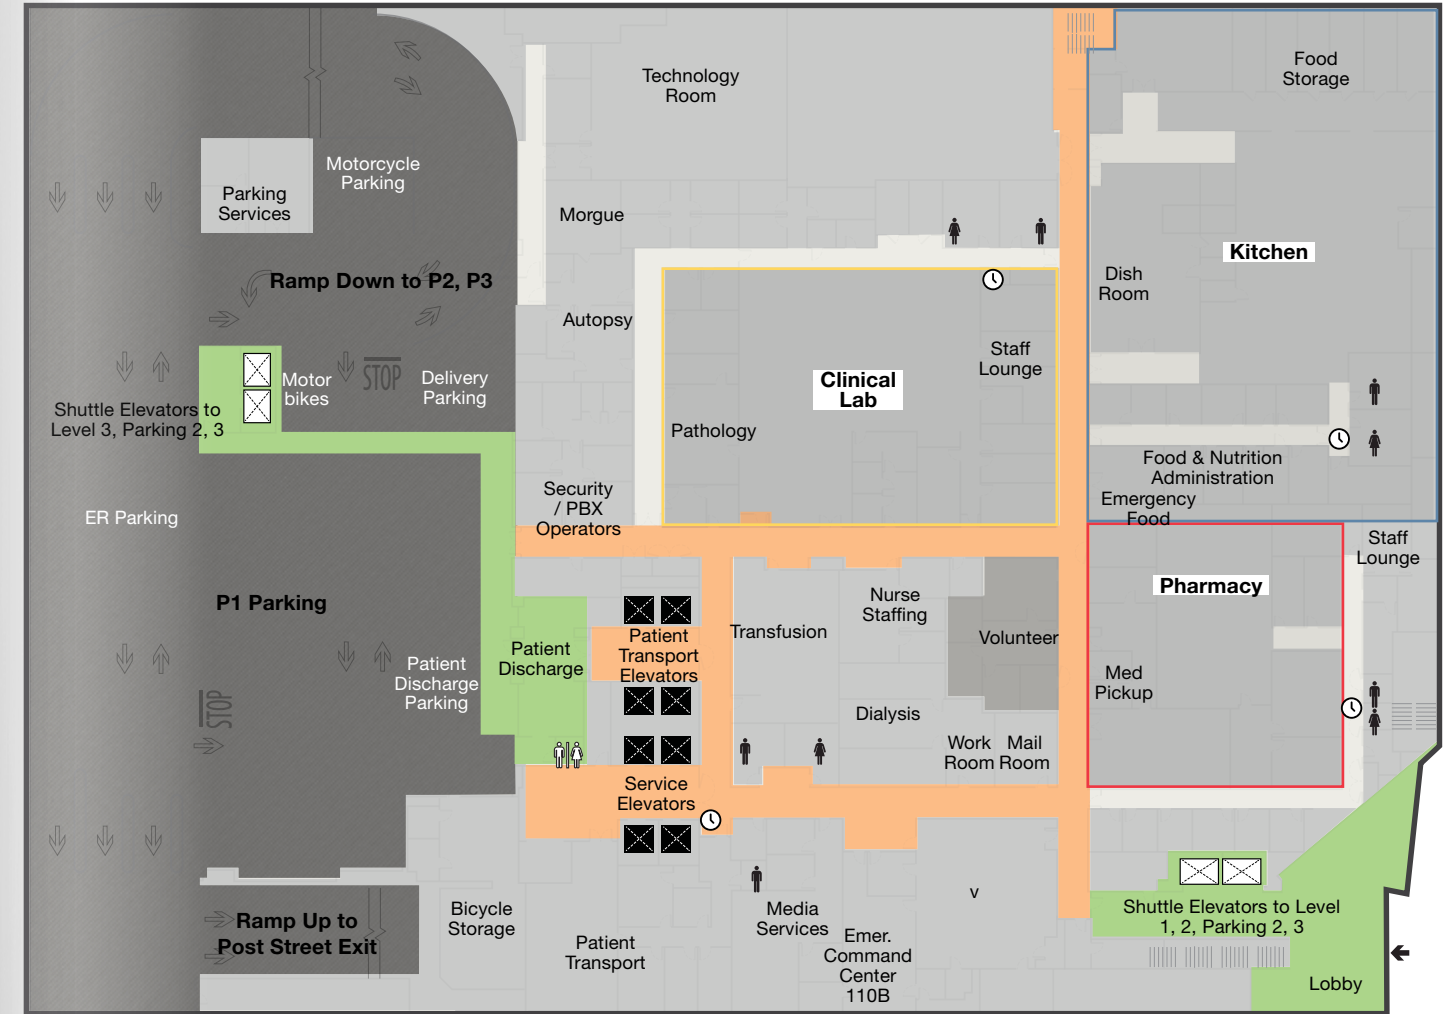 Technology
Room
Food
Storage
Motorcycle
Parking
Parking
Services
Morgue
Kitchen
Ramp Down to P2, P3
Dish
Room
Autopsy
Staff
Lounge
Clinical
Lab
Motor
bikes
Delivery
Parking
STOP
Shuttle Elevators to
Level 3, Parking 2, 3
Pathology
Food & Nutrition
Administration
Security
/ PBX
Operators
Emergency
Food
ER Parking
Staff
Lounge
Pharmacy
P1 Parking
Nurse
Staffing
Transfusion
Volunteer
Patient
Discharge
Patient
Transport
Elevators
Patient
Discharge
Parking
Med
Pickup
STOP
Dialysis
Work
Room
Mail
Room
Service
Elevators
v
Bicycle
Storage
Media
Services
Shuttle Elevators to Level
1, 2, Parking 2, 3
Ramp Up to
Post Street Exit
Patient
Transport
Emer.
Command
Center
110B
Lobby